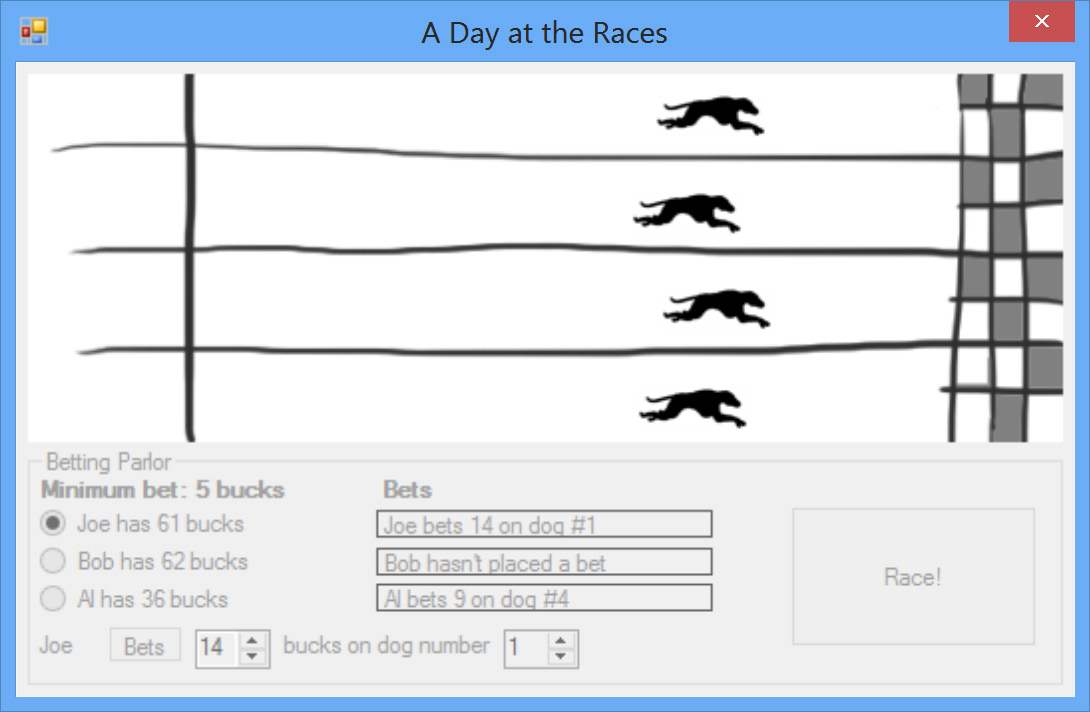 A Day at the Races
Betting Parlor
Minimum bet: 5 bucks
Bets
Joe has 61 bucks
Joe bets 14 on dog #1
Bob has 62 bucks
Bob hasn't placed a bet
Al has 36 bucks
Al bets 9 on dog #4
Race!
Joe
Bets
14
bucks on dog number
1